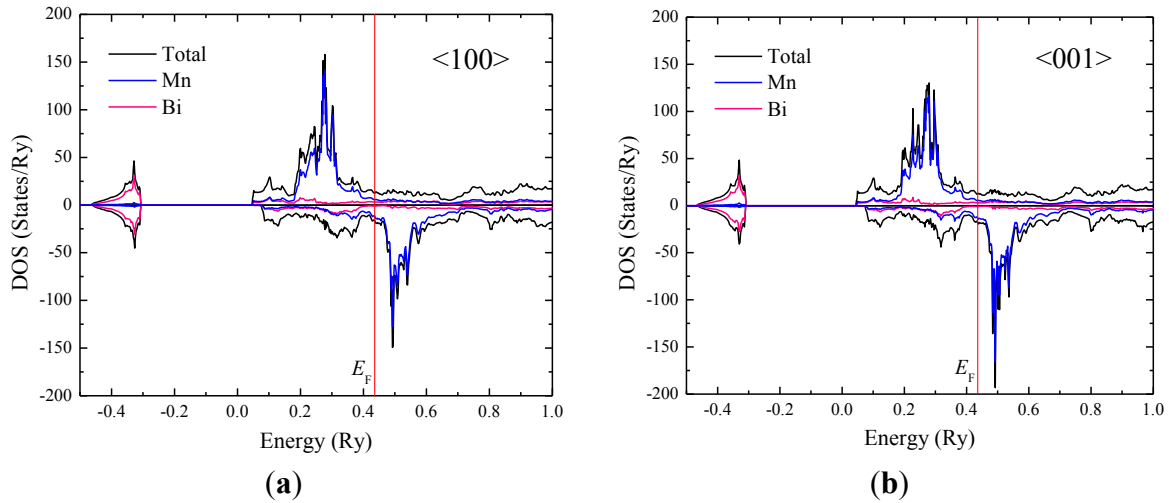 200
150
100
50
0
-50
-100
-150
-200
DOS (States/Ry)
Total
Mn
Bi
<100>
E_F
-0.4 -0.2 0.0 0.2 0.4 0.6 0.8 1.0
Energy (Ry)
(a)
200
150
100
50
0
-50
-100
-150
-200
DOS (States/Ry)
Total
Mn
Bi
<001>
E_F
-0.4 -0.2 0.0 0.2 0.4 0.6 0.8 1.0
Energy (Ry)
(b)